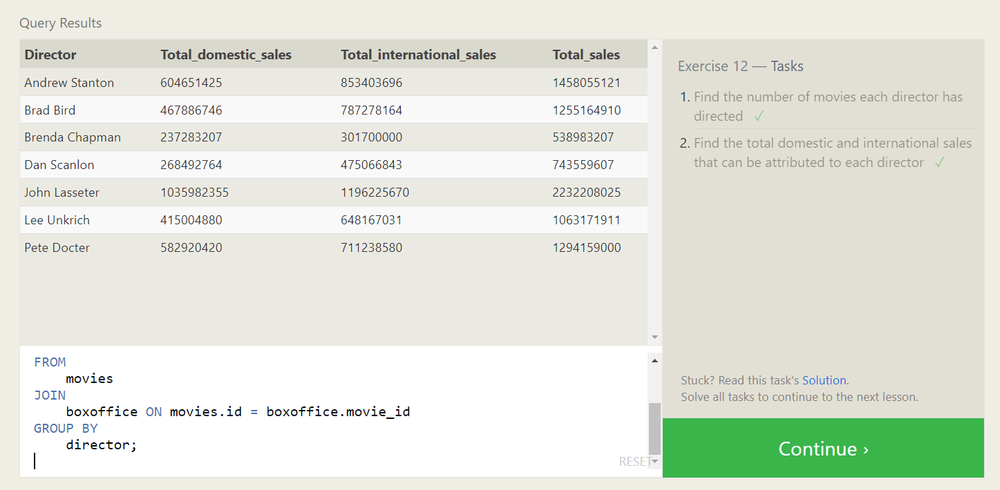 Query Results
Director Total_domestic_sales Total_international_sales Total_sales
Andrew Stanton 604651425 853403696 1458055121
Brad Bird 467886746 787278164 1255164910
Brenda Chapman 237283207 301700000 538983207
Dan Scanlon 268492764 475066843 743559607
John Lasseter 1035982355 1196225670 2232208025
Lee Unkrich 415004880 648167031 1063171911
Pete Docter 582920420 711238580 1294159000
FROM
movies
JOIN
boxoffice ON movies.id = boxoffice.movie_id
GROUP BY
director;
RESET
Exercise 12 — Tasks
1. Find the number of movies each director has
directed ✓
2. Find the total domestic and international sales
that can be attributed to each director ✓
Stuck? Read this task's Solution.
Solve all tasks to continue to the next lesson.
Continue ›